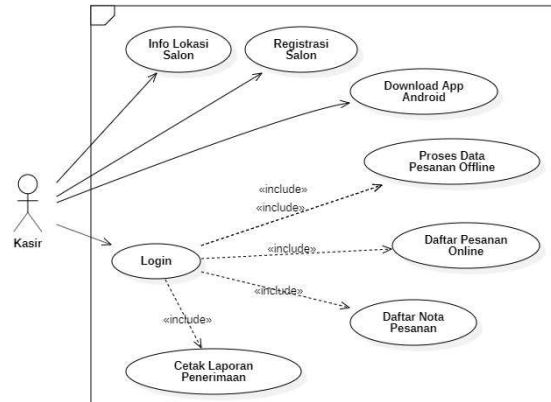 Info Lokasi
Salon
Registrasi
Salon
Download App
Android
Proses Data
Pesanan Offline
«include»
«include»
Kasir
Login
«include»
Daftar Pesanan
Online
«include»
Daftar Nota
Pesanan
«include»
Cetak Laporan
Penerimaan